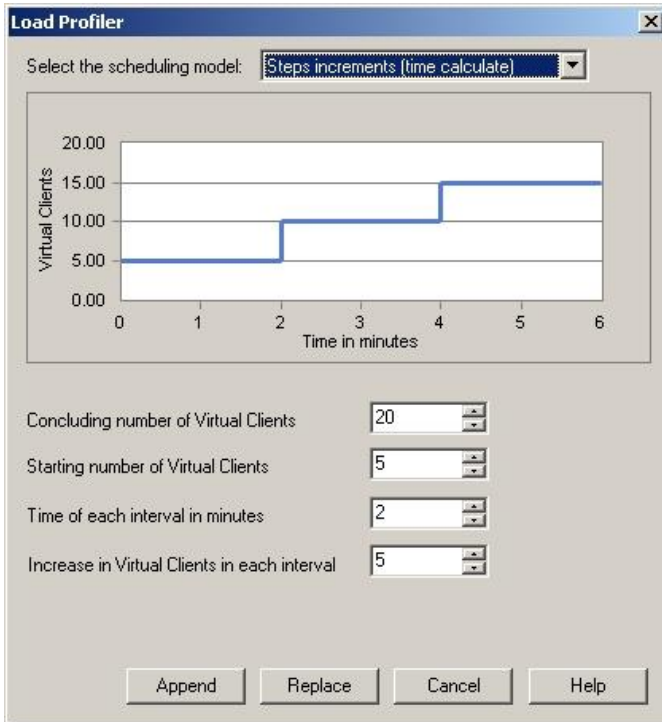 Load Profiler
Select the scheduling model: Steps increments (time calculate)
20.00
15.00
10.00
5.00
0.00
Virtual Clients
0 1 2 3 4 5 6
Time in minutes
Concluding number of Virtual Clients 20
Starting number of Virtual Clients 5
Time of each interval in minutes 2
Increase in Virtual Clients in each interval 5
Append Replace Cancel Help